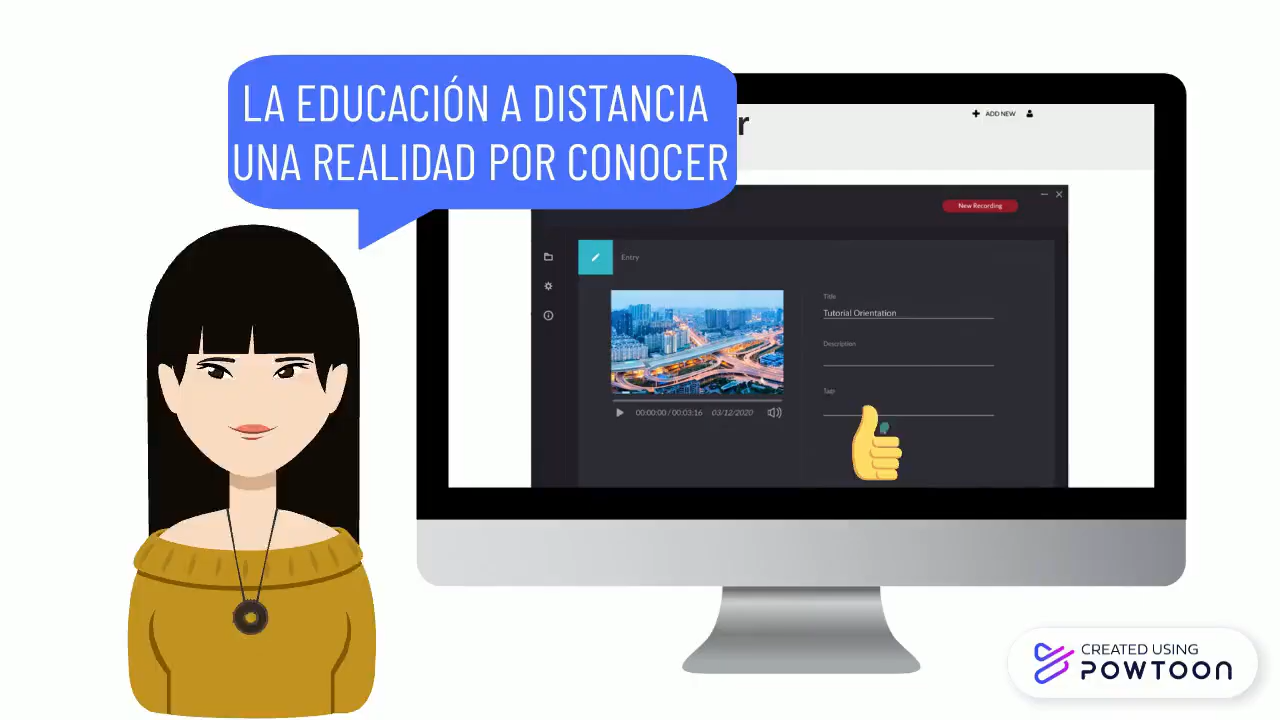 LA EDUCACIÓN A DISTANCIA
UNA REALIDAD POR CONOCER
r
ADD NEW
New Recording
Entry
Title
Tutorial Orientation
Description
Tags
00:00:00 / 00:03:16 03/12/2020
CREATED USING
POWTOON